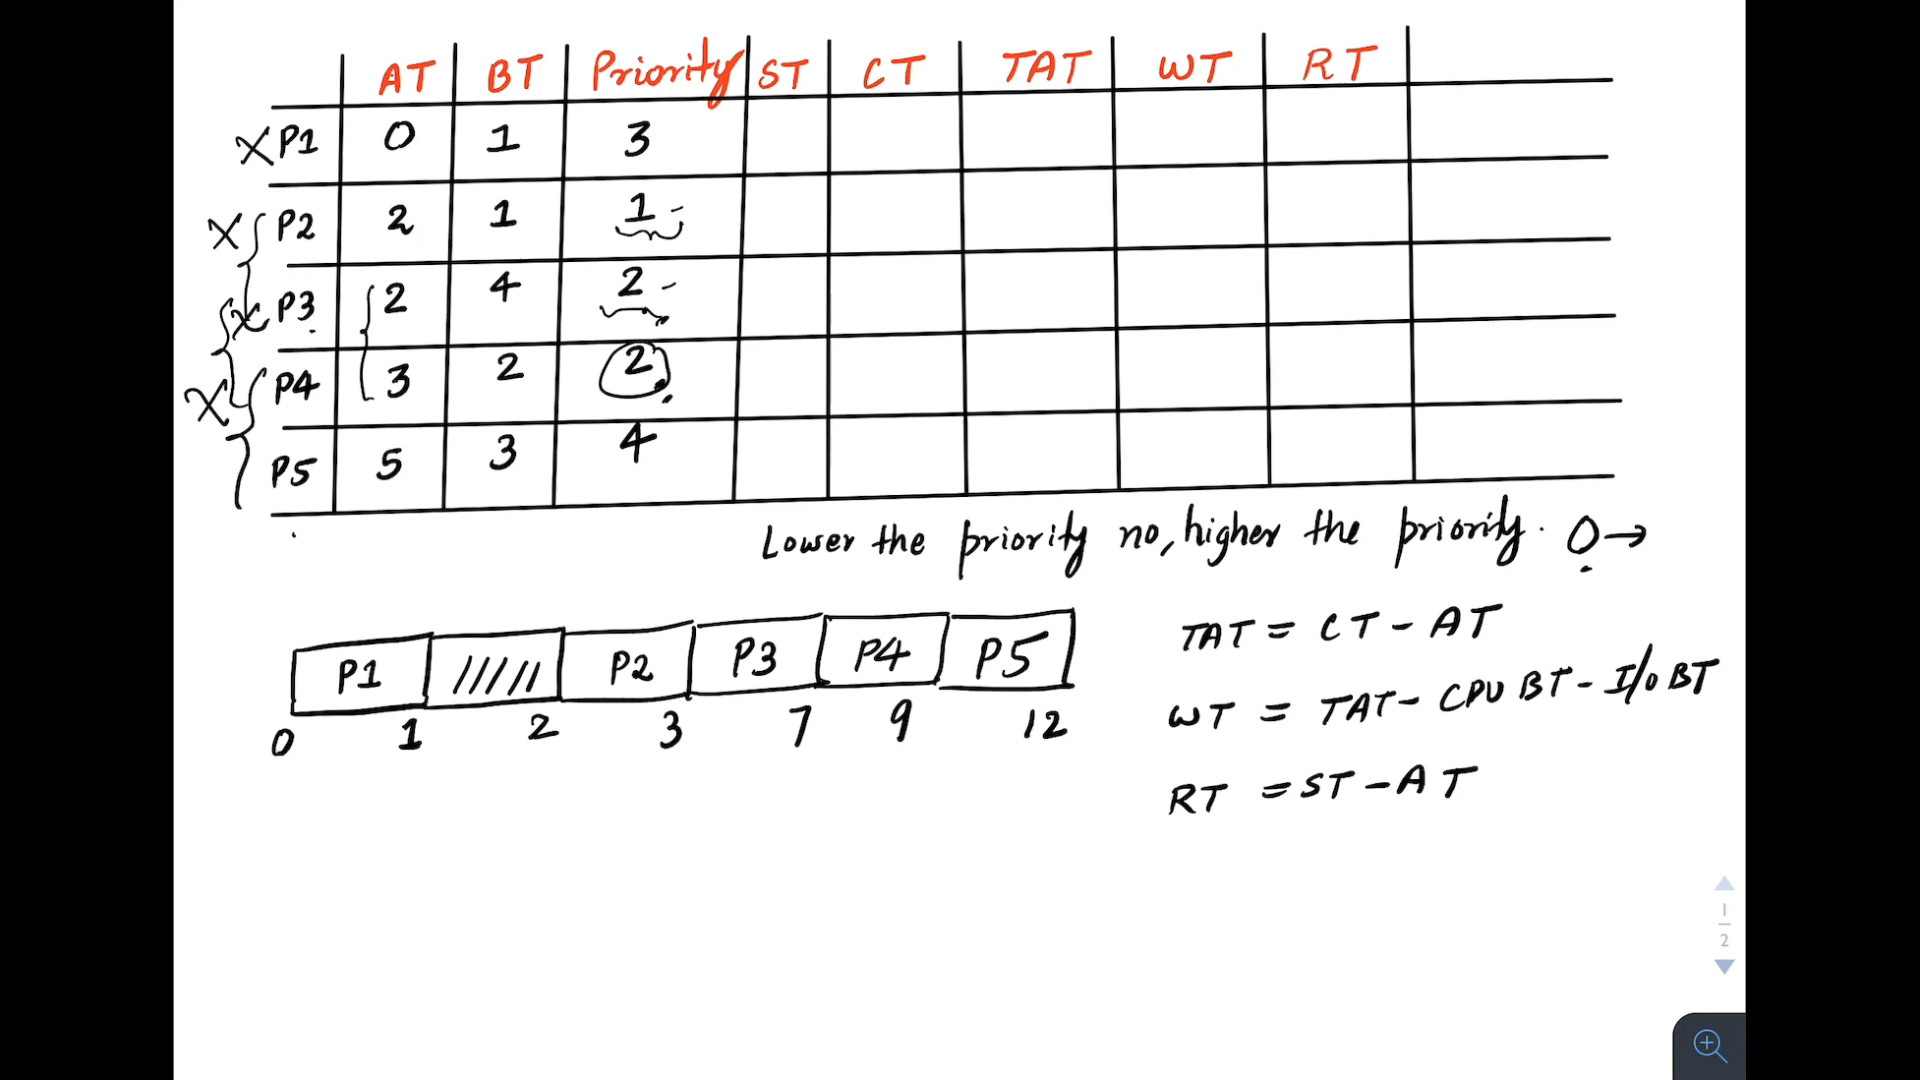 AT BT Priority ST CT TAT WT RT
X P1 0 1 3
X P2 2 1 1 -
X P3 2 4 2 -
X P4 3 2 2
P5 5 3 4
Lower the priority no, higher the priority. 0→
P1 ///// P2 P3 P4 P5
0 1 2 3 7 9 12
TAT = CT - AT
WT = TAT - CPU BT - I/O BT
RT = ST - AT
1
2